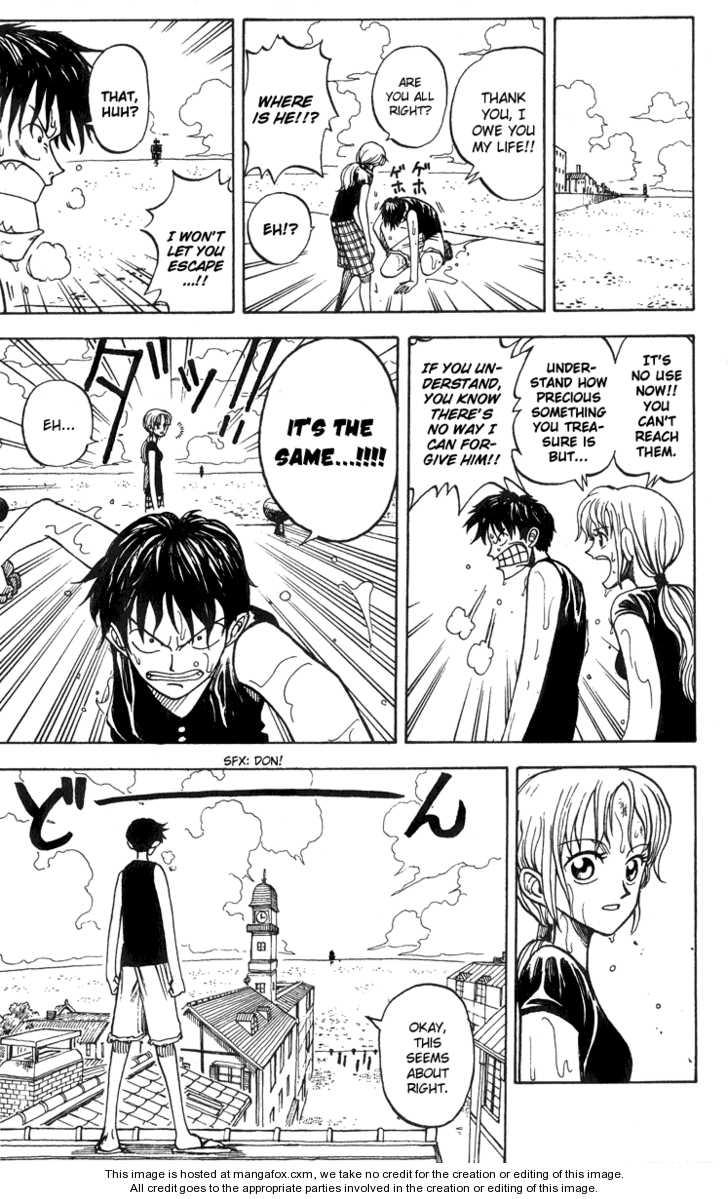 THANK
YOU, I
OWE YOU
MY LIFE!!
ARE
YOU ALL
RIGHT?
WHERE
IS HE!!?
ゲホ
ゲホ
EH!?
THAT,
HUH?
I WON'T
LET YOU
ESCAPE
...!!
IT'S
NO USE
NOW!!
YOU
CAN'T
REACH
THEM.
UNDER-
STAND HOW
PRECIOUS
SOMETHING
YOU TREA-
SURE IS
BUT...
IF YOU UN-
DERSTAND,
YOU KNOW
THERE'S
NO WAY I
CAN FOR-
GIVE HIM!!
IT'S THE
SAME...!!!!
ダッ!!
EH...
SFX: DON!
どーん
OKAY,
THIS
SEEMS
ABOUT
RIGHT.
This image is hosted at mangafox.cxm, we take no credit for the creation or editing of this image.
All credit goes to the appropriate parties involved in the creation/editing of this image.